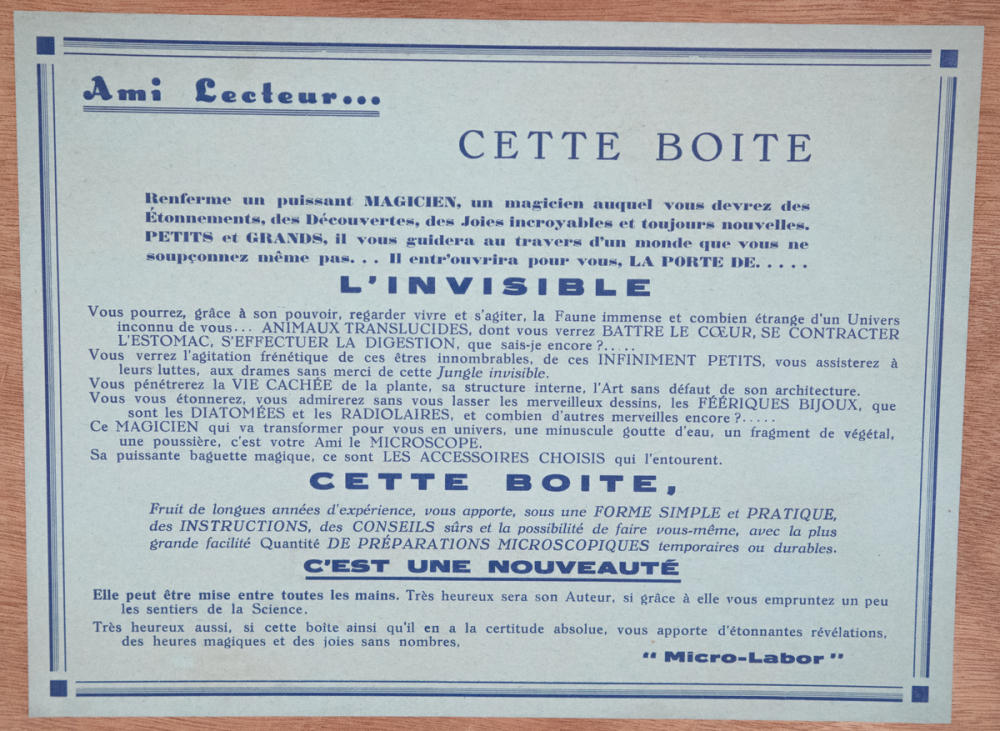 Ami Lecteur...
CETTE BOITE
Renferme un puissant MAGICIEN, un magicien auquel vous devrez des
Étonnements, des Découvertes, des Joies incroyables et toujours nouvelles.
PETITS et GRANDS, il vous guidera au travers d'un monde que vous ne
soupçonnez même pas... Il entr'ouvrira pour vous, LA PORTE DE.....
L'INVISIBLE
Vous pourrez, grâce à son pouvoir, regarder vivre et s'agiter, la Faune immense et combien étrange d'un Univers
inconnu de vous... ANIMAUX TRANSLUCIDES, dont vous verrez BATTRE LE CŒUR, SE CONTRACTER
L'ESTOMAC, S'EFFECTUER LA DIGESTION, que sais-je encore ?.....
Vous verrez l'agitation frénétique de ces êtres innombrables, de ces INFINIMENT PETITS, vous assisterez à
leurs luttes, aux drames sans merci de cette Jungle invisible.
Vous pénétrerez la VIE CACHÉE de la plante, sa structure interne, l'Art sans défaut de son architecture.
Vous vous étonnerez, vous admirerez sans vous lasser les merveilleux dessins, les FÉÉRIQUES BIJOUX, que
sont les DIATOMÉES et les RADIOLAIRES, et combien d'autres merveilles encore ?.....
Ce MAGICIEN qui va transformer pour vous en univers, une minuscule goutte d'eau, un fragment de végétal,
une poussière, c'est votre Ami le MICROSCOPE.
Sa puissante baguette magique, ce sont LES ACCESSOIRES CHOISIS qui l'entourent.
CETTE BOITE,
Fruit de longues années d'expérience, vous apporte, sous une FORME SIMPLE et PRATIQUE,
des INSTRUCTIONS, des CONSEILS sûrs et la possibilité de faire vous-même, avec la plus
grande facilité Quantité DE PRÉPARATIONS MICROSCOPIQUES temporaires ou durables.
C'EST UNE NOUVEAUTÉ
Elle peut être mise entre toutes les mains. Très heureux sera son Auteur, si grâce à elle vous empruntez un peu
les sentiers de la Science.
Très heureux aussi, si cette boîte ainsi qu'il en a la certitude absolue, vous apporte d'étonnantes révélations,
des heures magiques et des joies sans nombres.
"Micro-Labor"